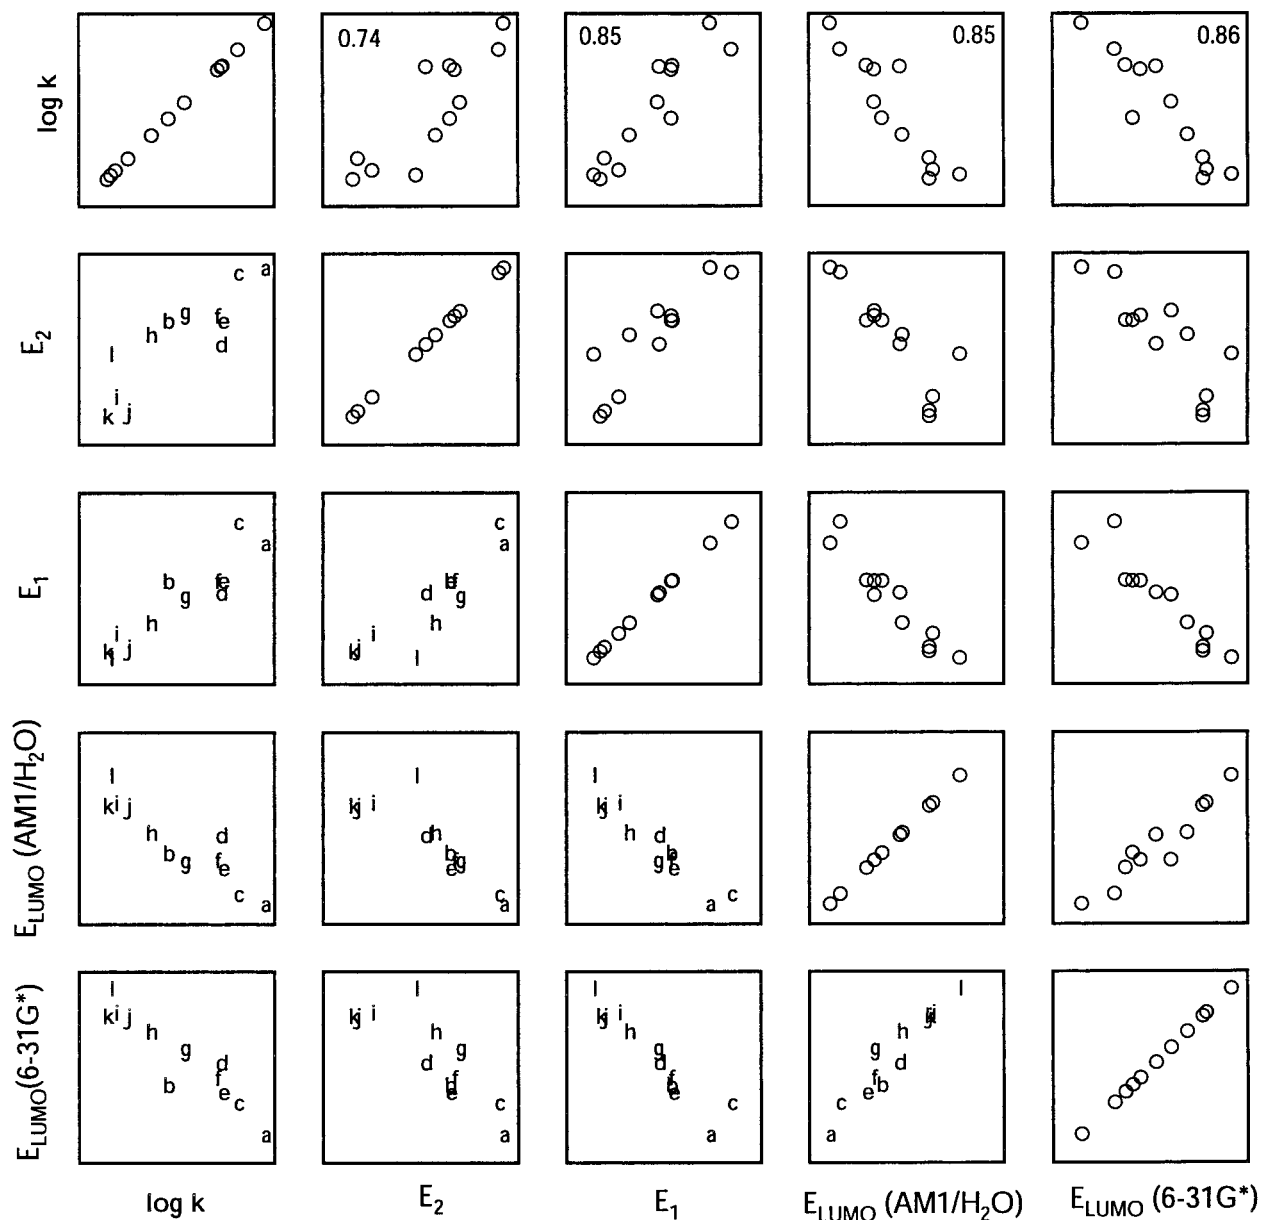 log k
0.74
0.85
0.85
0.86
E2
c a
l h b g f e d
i k j
E1
c a
b g f e d h
i k j l
c a
b e f d g h
k j i l
ELUMO (AM1/H2O)
l
k i j
h b g d f e
c a
l
k j i
d h b f g e
c a
l
k j i
h d b g f e
c a
ELUMO(6-31G*)
l
k i j
h g d f b e
c a
l
k j i
h g d f b e
c a
l
k j i
h g d f b e
c a
l
k j i
h g d f b e
c a
log k
E2
E1
ELUMO (AM1/H2O)
ELUMO (6-31G*)